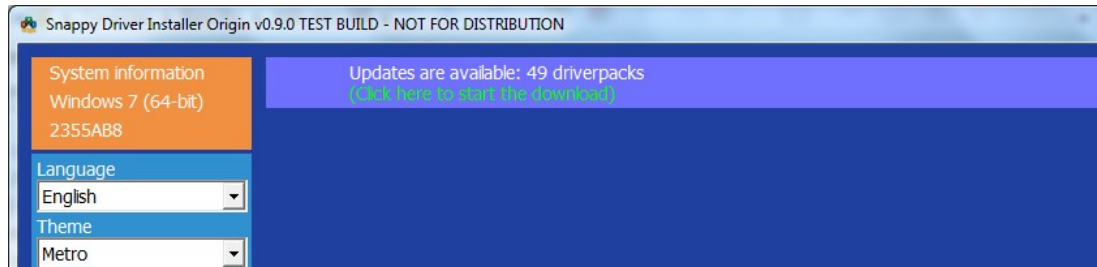 Snappy Driver Installer Origin v0.9.0 TEST BUILD - NOT FOR DISTRIBUTION
System information
Windows 7 (64-bit)
2355AB8
Updates are available: 49 driverpacks
(Click here to start the download)
Language
English
Theme
Metro